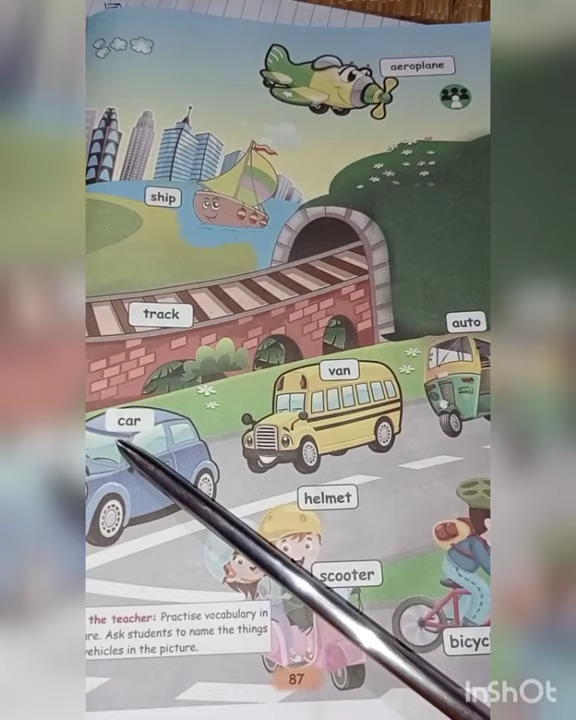 aeroplane
ship
track
auto
van
car
helmet
scooter
bicyc
the teacher: Practise vocabulary in
re. Ask students to name the things
vehicles in the picture.
87
InShOt